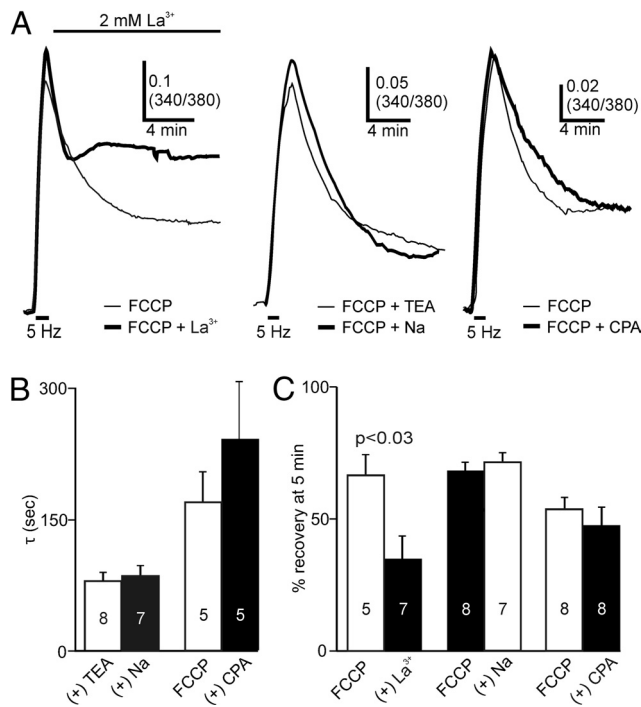 A
2 mM La³⁺
0.1
(340/380)
4 min
0.05
(340/380)
4 min
0.02
(340/380)
4 min
5 Hz
FCCP
FCCP + La³⁺
5 Hz
FCCP + TEA
FCCP + Na
5 Hz
FCCP
FCCP + CPA
B
300
150
0
τ (sec)
8
7
5
5
(+) TEA
(+) Na
FCCP
(+) CPA
C
100
50
0
% recovery at 5 min
p<0.03
5
7
8
7
8
8
FCCP
(+) La³⁺
FCCP
(+) Na
FCCP
(+) CPA